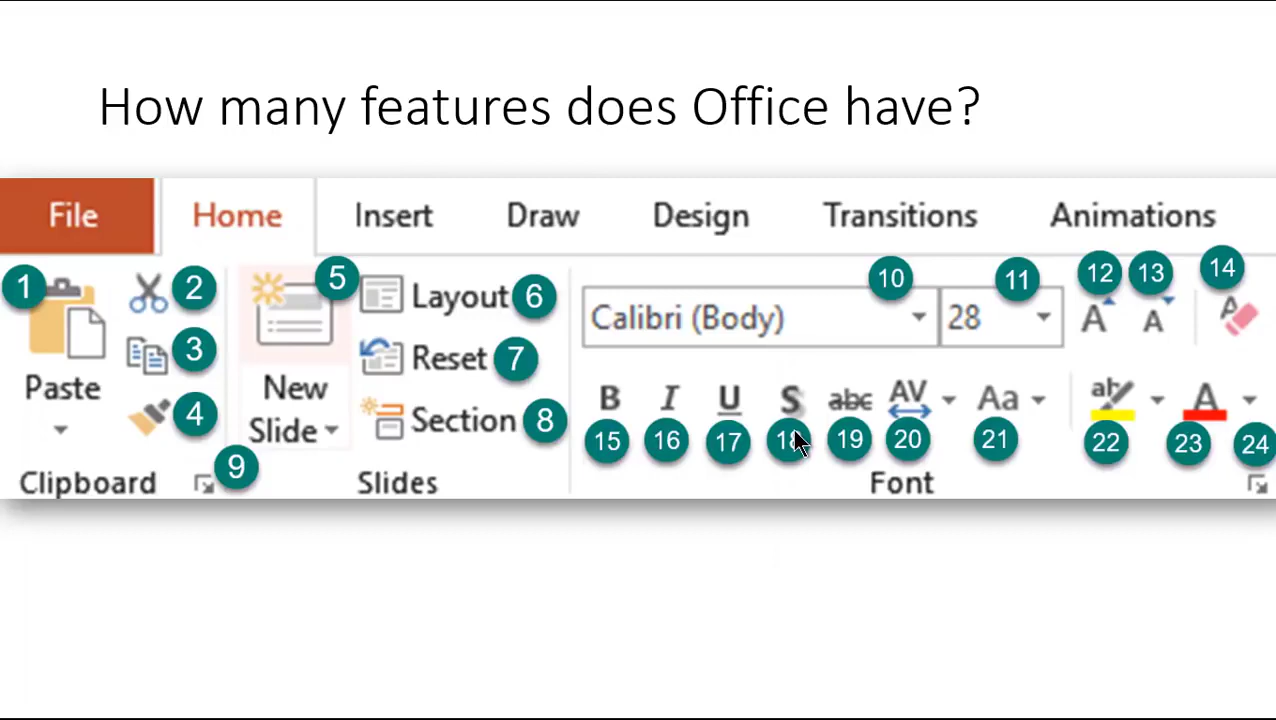 How many features does Office have?
File Home Insert Draw Design Transitions Animations
1 2 5 Layout 6 10 11 12 13 14
Calibri (Body) 28 A A A
3 Reset 7
Paste New B I U S abc AV Aa ab A
4 Slide Section 8 15 16 17 18 19 20 21 22 23 24
9
Clipboard Slides Font